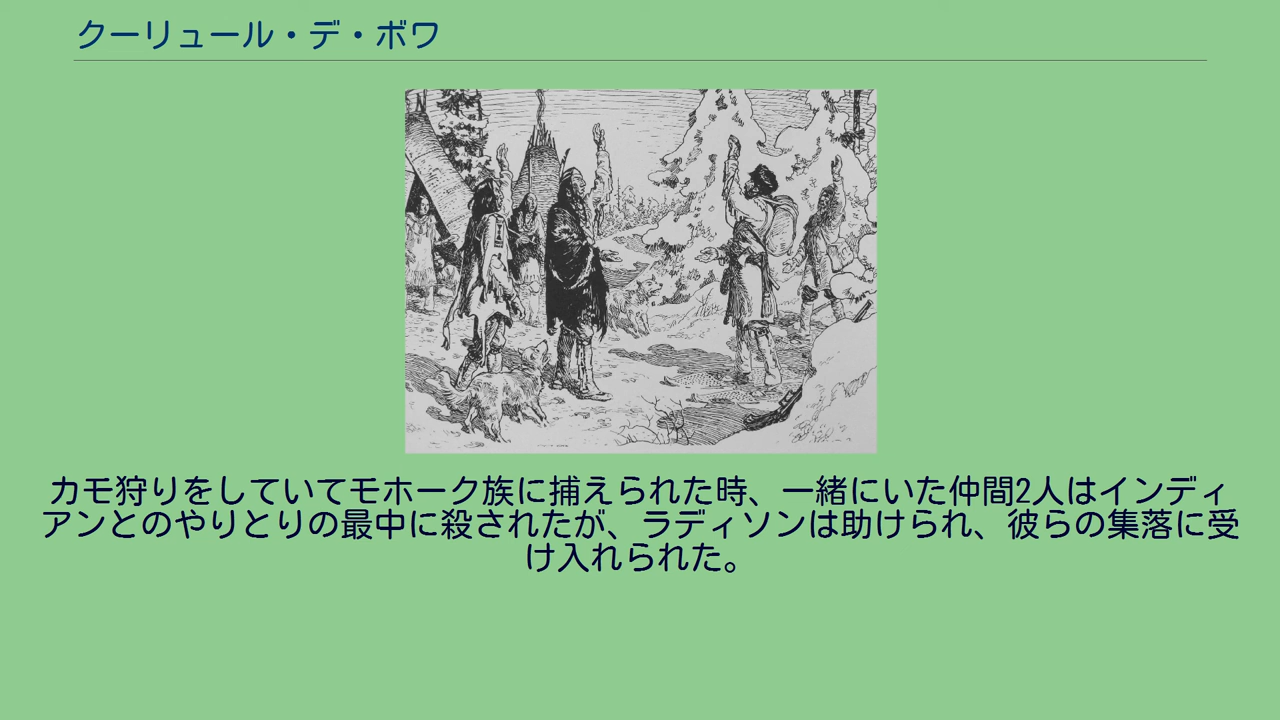 クーリュール・デ・ボワ
カモ狩りをしていてモホーク族に捕えられた時、一緒にいた仲間2人はインディ
アンとのやりとりの最中に殺されたが、ラディソンは助けられ、彼らの集落に受
け入れられた。